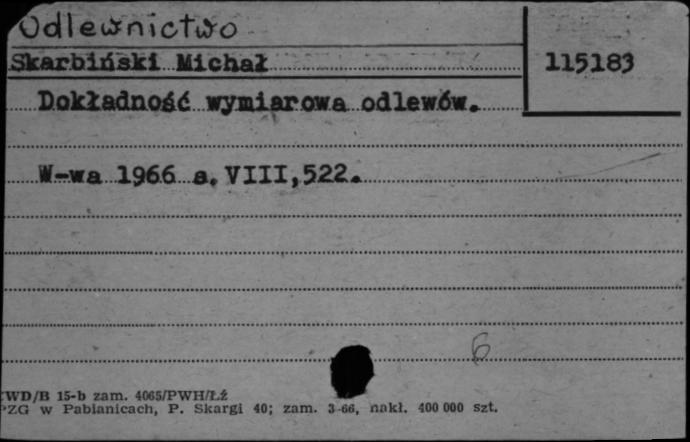 Odlewnictwo
Skarbiński Michał 115183
Dokładność wymiarowa odlewów.
W-wa 1966 s. VIII,522.
6
WD/B 15-b zam. 4065/PWH/Łź
PZG w Pabianicach, P. Skargi 40; zam. 3-66, nakł. 400 000 szt.